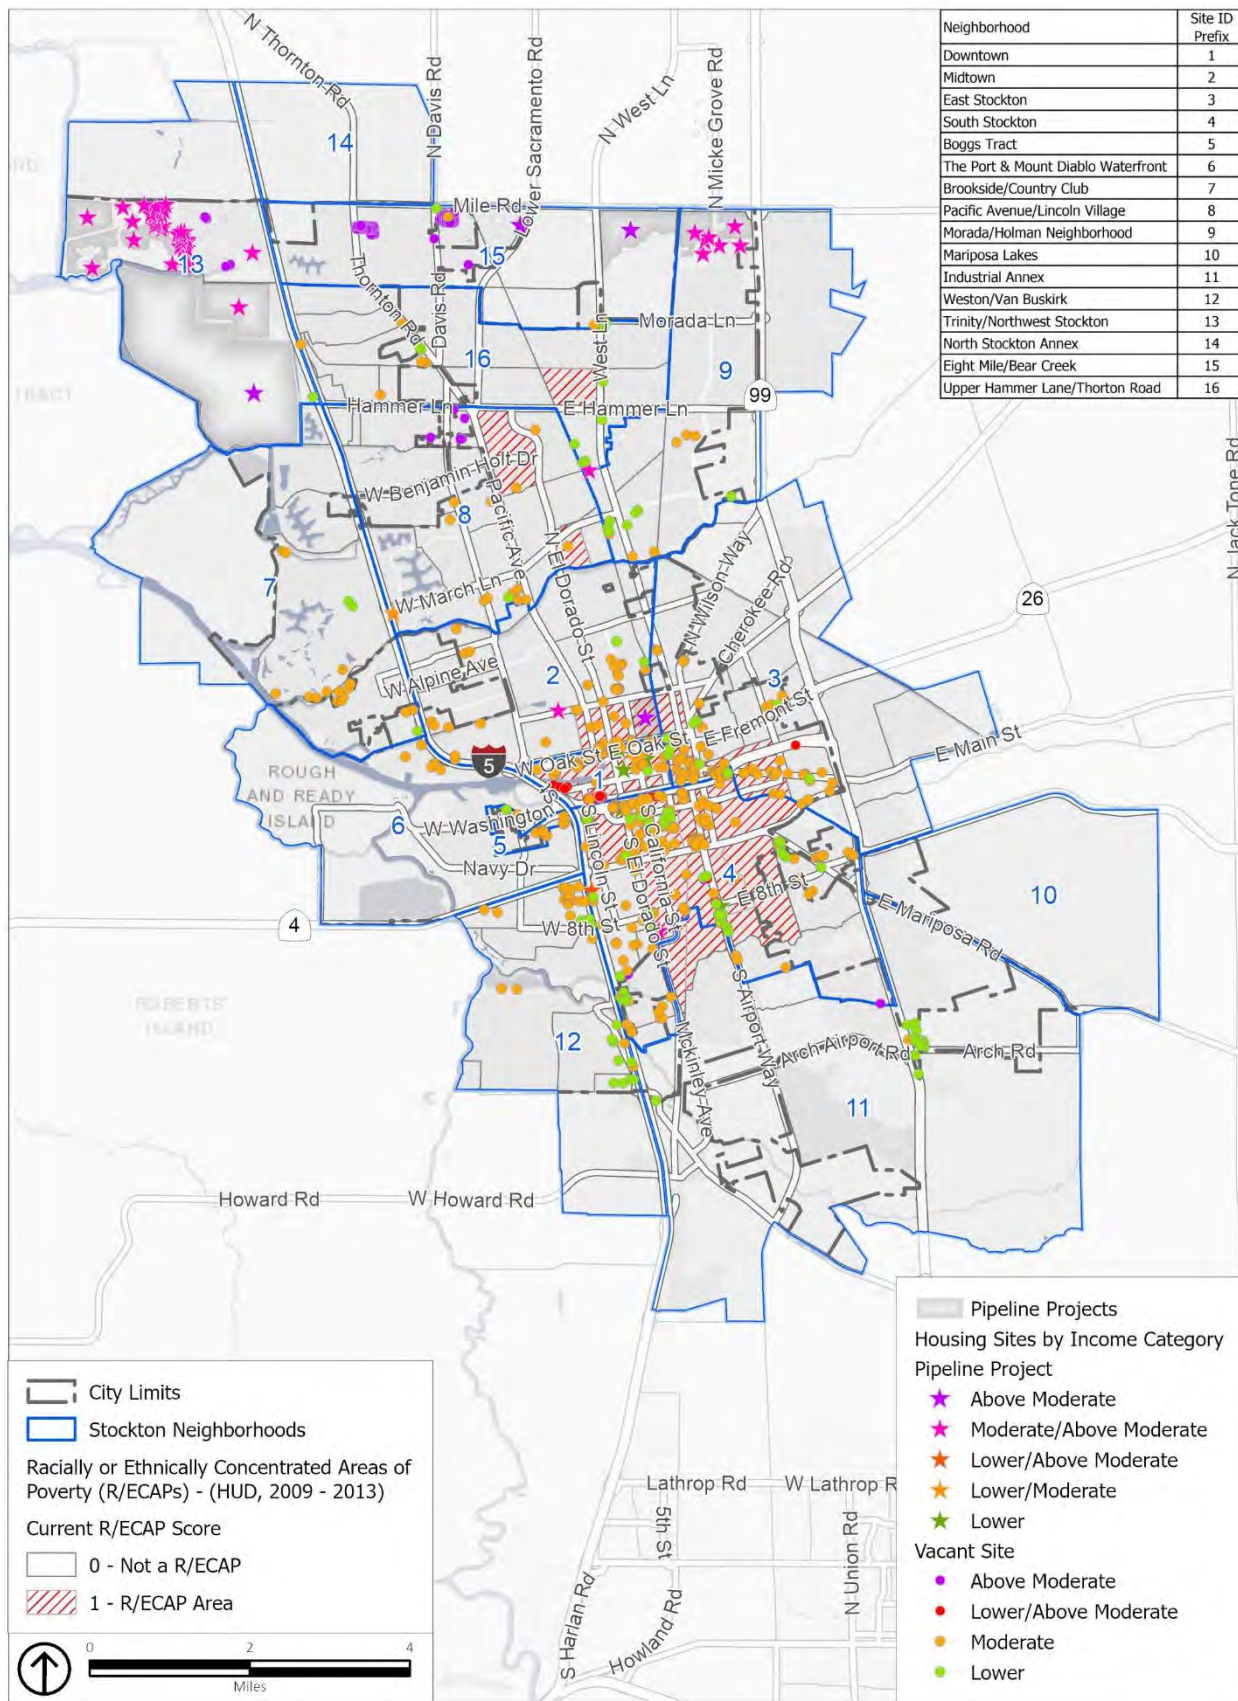 Neighborhood Site ID Prefix
Downtown 1
Midtown 2
East Stockton 3
South Stockton 4
Boggs Tract 5
The Port & Mount Diablo Waterfront 6
Brookside/Country Club 7
Pacific Avenue/Lincoln Village 8
Morada/Holman Neighborhood 9
Mariposa Lakes 10
Industrial Annex 11
Weston/Van Buskirk 12
Trinity/Northwest Stockton 13
North Stockton Annex 14
Eight Mile/Bear Creek 15
Upper Hammer Lane/Thorton Road 16
N Thornton Rd
N Davis Rd
Lower Sacramento Rd
N West Ln
N Micke Grove Rd
14
Mile Rd
15
13
Thornton Rd
Davis Rd
West Ln
Morada Ln
16
9
TRACT
Hammer Ln
E Hammer Ln
99
W Benjamin Holt Dr
Pacific Ave
8
N El Dorado St
N Jack Tone Rd
7
W March Ln
N Wilson Way
Cherokee Rd
26
W Alpine Ave
2
3
E Fremont St
E Main St
W Oak St
E Oak St
5
ROUGH
AND READY
ISLAND
1
6
W Washington St
5
Navy Dr
S Lincoln St
S El Dorado St
S California St
4
E 8th St
10
4
W 8th St
E Mariposa Rd
ROBERTS
ISLAND
12
S Airport Way
Mckinley Ave
Arch Airport Rd
Arch Rd
11
Howard Rd
W Howard Rd
Lathrop Rd
W Lathrop R
5th St
N Union Rd
S Harlan Rd
Howland Rd
City Limits
Stockton Neighborhoods
Racially or Ethnically Concentrated Areas of
Poverty (R/ECAPs) - (HUD, 2009 - 2013)
Current R/ECAP Score
0 - Not a R/ECAP
1 - R/ECAP Area
0 2 4
Miles
Pipeline Projects
Housing Sites by Income Category
Pipeline Project
Above Moderate
Moderate/Above Moderate
Lower/Above Moderate
Lower/Moderate
Lower
Vacant Site
Above Moderate
Lower/Above Moderate
Moderate
Lower